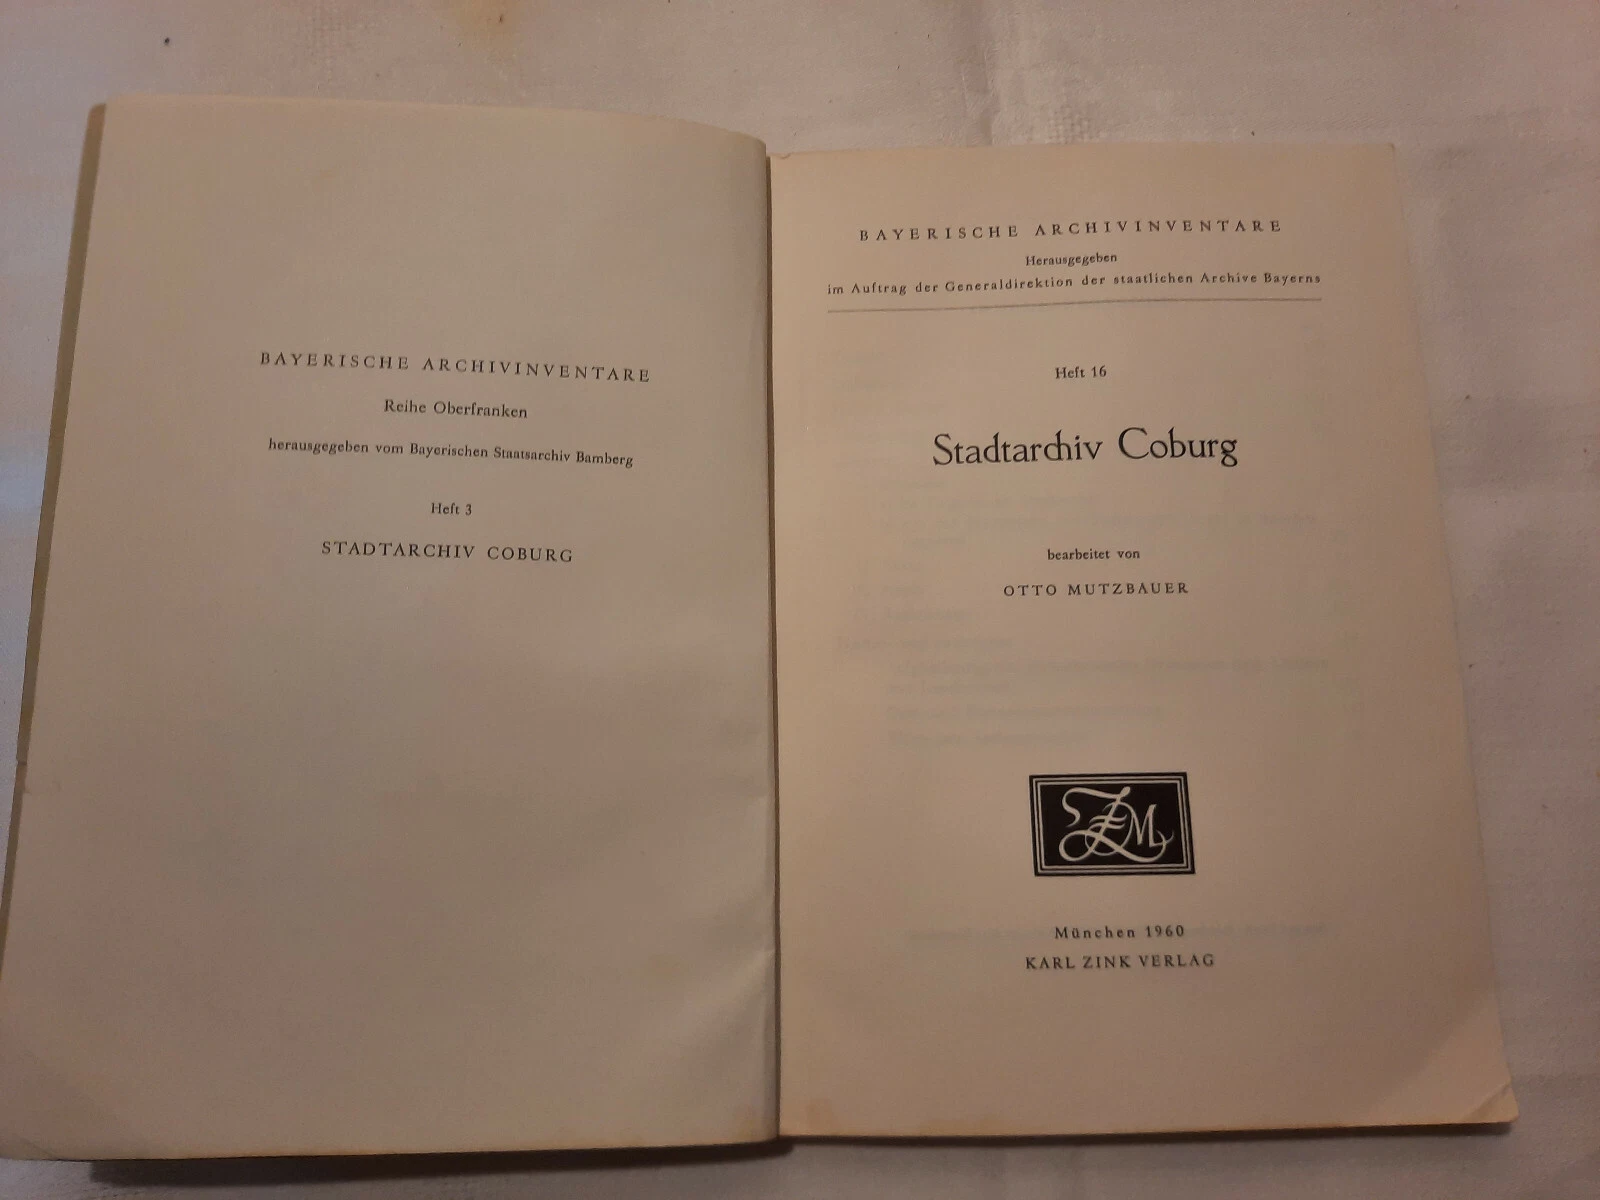 BAYERISCHE ARCHIVINVENTARE
Reihe Oberfranken
herausgegeben vom Bayerischen Staatsarchiv Bamberg
Heft 3
STADTARCHIV COBURG
BAYERISCHE ARCHIVINVENTARE
Herausgegeben
im Auftrag der Generaldirektion der staatlichen Archive Bayerns
Heft 16
Stadtarchiv Coburg
bearbeitet von
OTTO MUTZBAUER
ZM
München 1960
KARL ZINK VERLAG